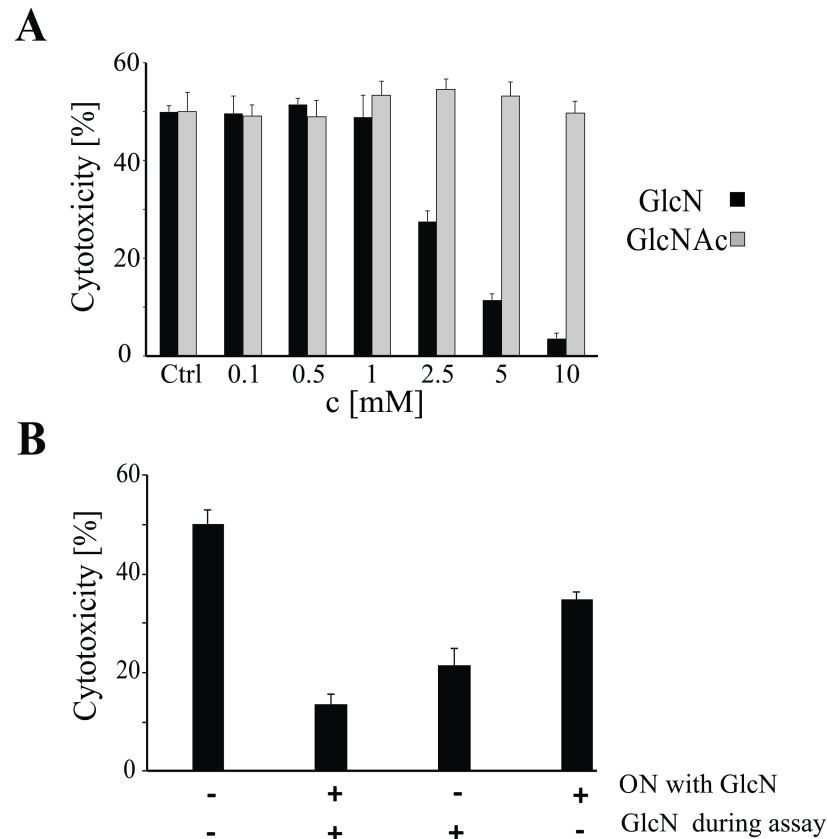 A
60
40
20
0
Cytotoxicity [%]
Ctrl 0.1 0.5 1 2.5 5 10
c [mM]
GlcN
GlcNAc
B
60
40
20
0
Cytotoxicity [%]
- + - + ON with GlcN
- + + - GlcN during assay